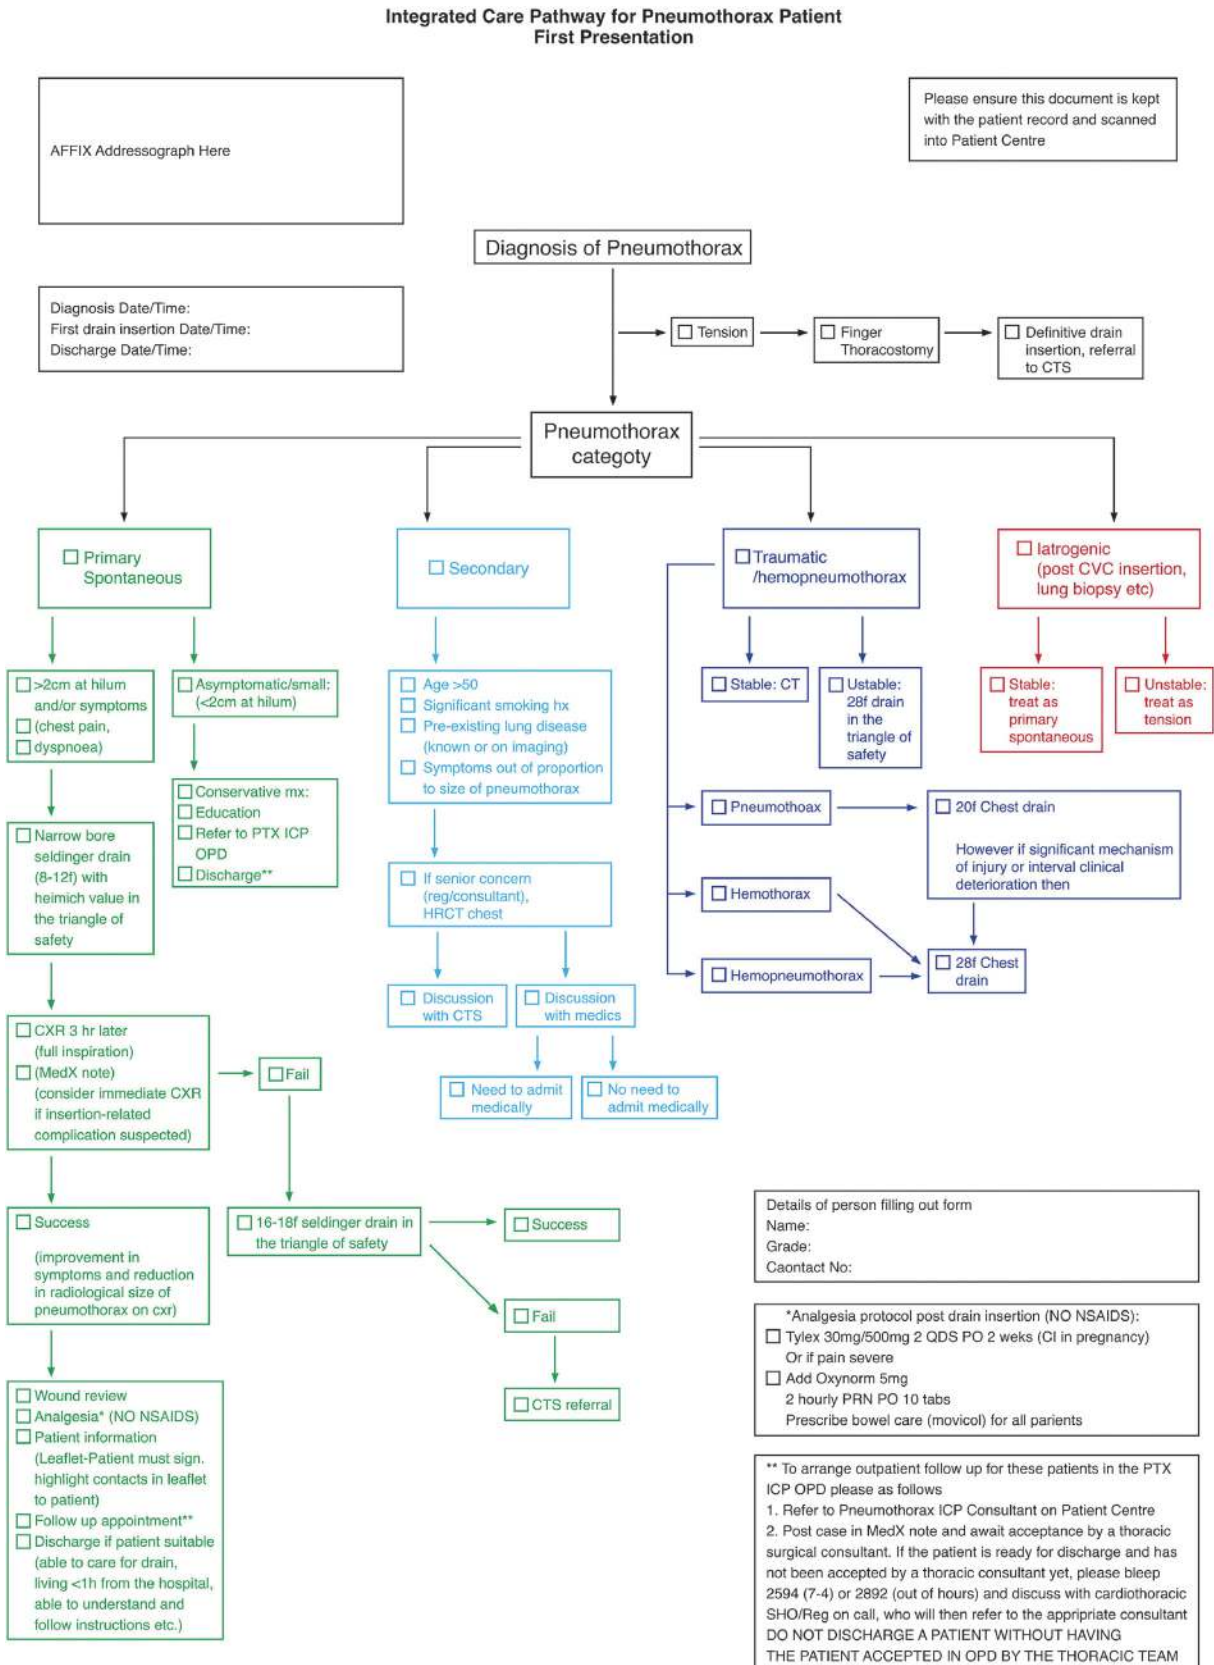 Integrated Care Pathway for Pneumothorax Patient
First Presentation
AFFIX Addressograph Here
Please ensure this document is kept
with the patient record and scanned
into Patient Centre
Diagnosis of Pneumothorax
Diagnosis Date/Time:
First drain insertion Date/Time:
Discharge Date/Time:
Tension
Finger
Thoracostomy
Definitive drain
insertion, referral
to CTS
Pneumothorax
categoty
Primary
Spontaneous
Secondary
Traumatic
/hemopneumothorax
Iatrogenic
(post CVC insertion,
lung biopsy etc)
>2cm at hilum
and/or symptoms
(chest pain,
dyspnoea)
Asymptomatic/small:
(<2cm at hilum)
Conservative mx:
Education
Refer to PTX ICP
OPD
Discharge**
Narrow bore
seldinger drain
(8-12f) with
heimich value in
the triangle of
safety
CXR 3 hr later
(full inspiration)
(MedX note)
(consider immediate CXR
if insertion-related
complication suspected)
Fail
Success
(improvement in
symptoms and reduction
in radiological size of
pneumothorax on cxr)
16-18f seldinger drain in
the triangle of safety
Success
Fail
CTS referral
Wound review
Analgesia* (NO NSAIDS)
Patient information
(Leaflet-Patient must sign.
highlight contacts in leaflet
to patient)
Follow up appointment**
Discharge if patient suitable
(able to care for drain,
living <1h from the hospital,
able to understand and
follow instructions etc.)
Age >50
Significant smoking hx
Pre-existing lung disease
(known or on imaging)
Symptoms out of proportion
to size of pneumothorax
If senior concern
(reg/consultant),
HRCT chest
Discussion
with CTS
Discussion
with medics
Need to admit
medically
No need to
admit medically
Stable: CT
Ustable:
28f drain
in the
triangle of
safety
Pneumothoax
20f Chest drain
However if significant mechanism
of injury or interval clinical
deterioration then
Hemothorax
Hemopneumothorax
28f Chest
drain
Stable:
treat as
primary
spontaneous
Unstable:
treat as
tension
Details of person filling out form
Name:
Grade:
Caontact No:
*Analgesia protocol post drain insertion (NO NSAIDS):
Tylex 30mg/500mg 2 QDS PO 2 weks (CI in pregnancy)
Or if pain severe
Add Oxynorm 5mg
2 hourly PRN PO 10 tabs
Prescribe bowel care (movicol) for all parients
** To arrange outpatient follow up for these patients in the PTX
ICP OPD please as follows
1. Refer to Pneumothorax ICP Consultant on Patient Centre
2. Post case in MedX note and await acceptance by a thoracic
surgical consultant. If the patient is ready for discharge and has
not been accepted by a thoracic consultant yet, please bleep
2594 (7-4) or 2892 (out of hours) and discuss with cardiothoracic
SHO/Reg on call, who will then refer to the appripriate consultant
DO NOT DISCHARGE A PATIENT WITHOUT HAVING
THE PATIENT ACCEPTED IN OPD BY THE THORACIC TEAM